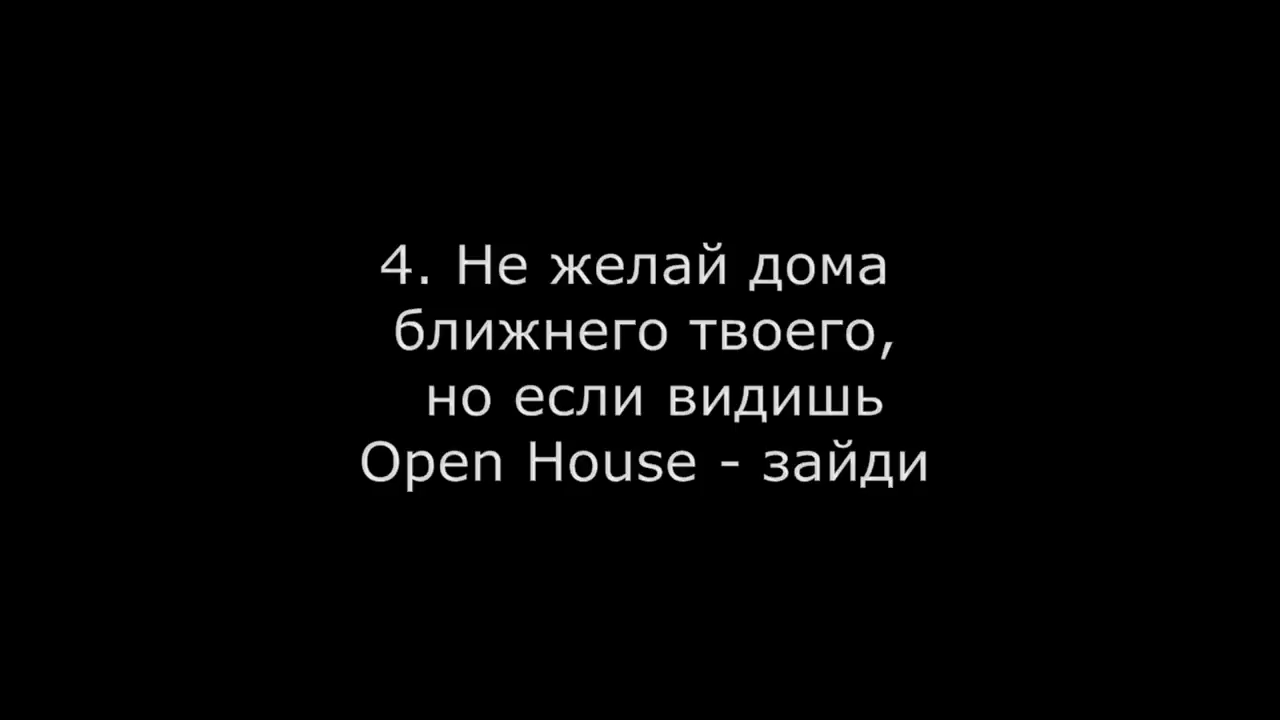 4. Не желай дома
ближнего твоего,
но если видишь
Open House - зайди